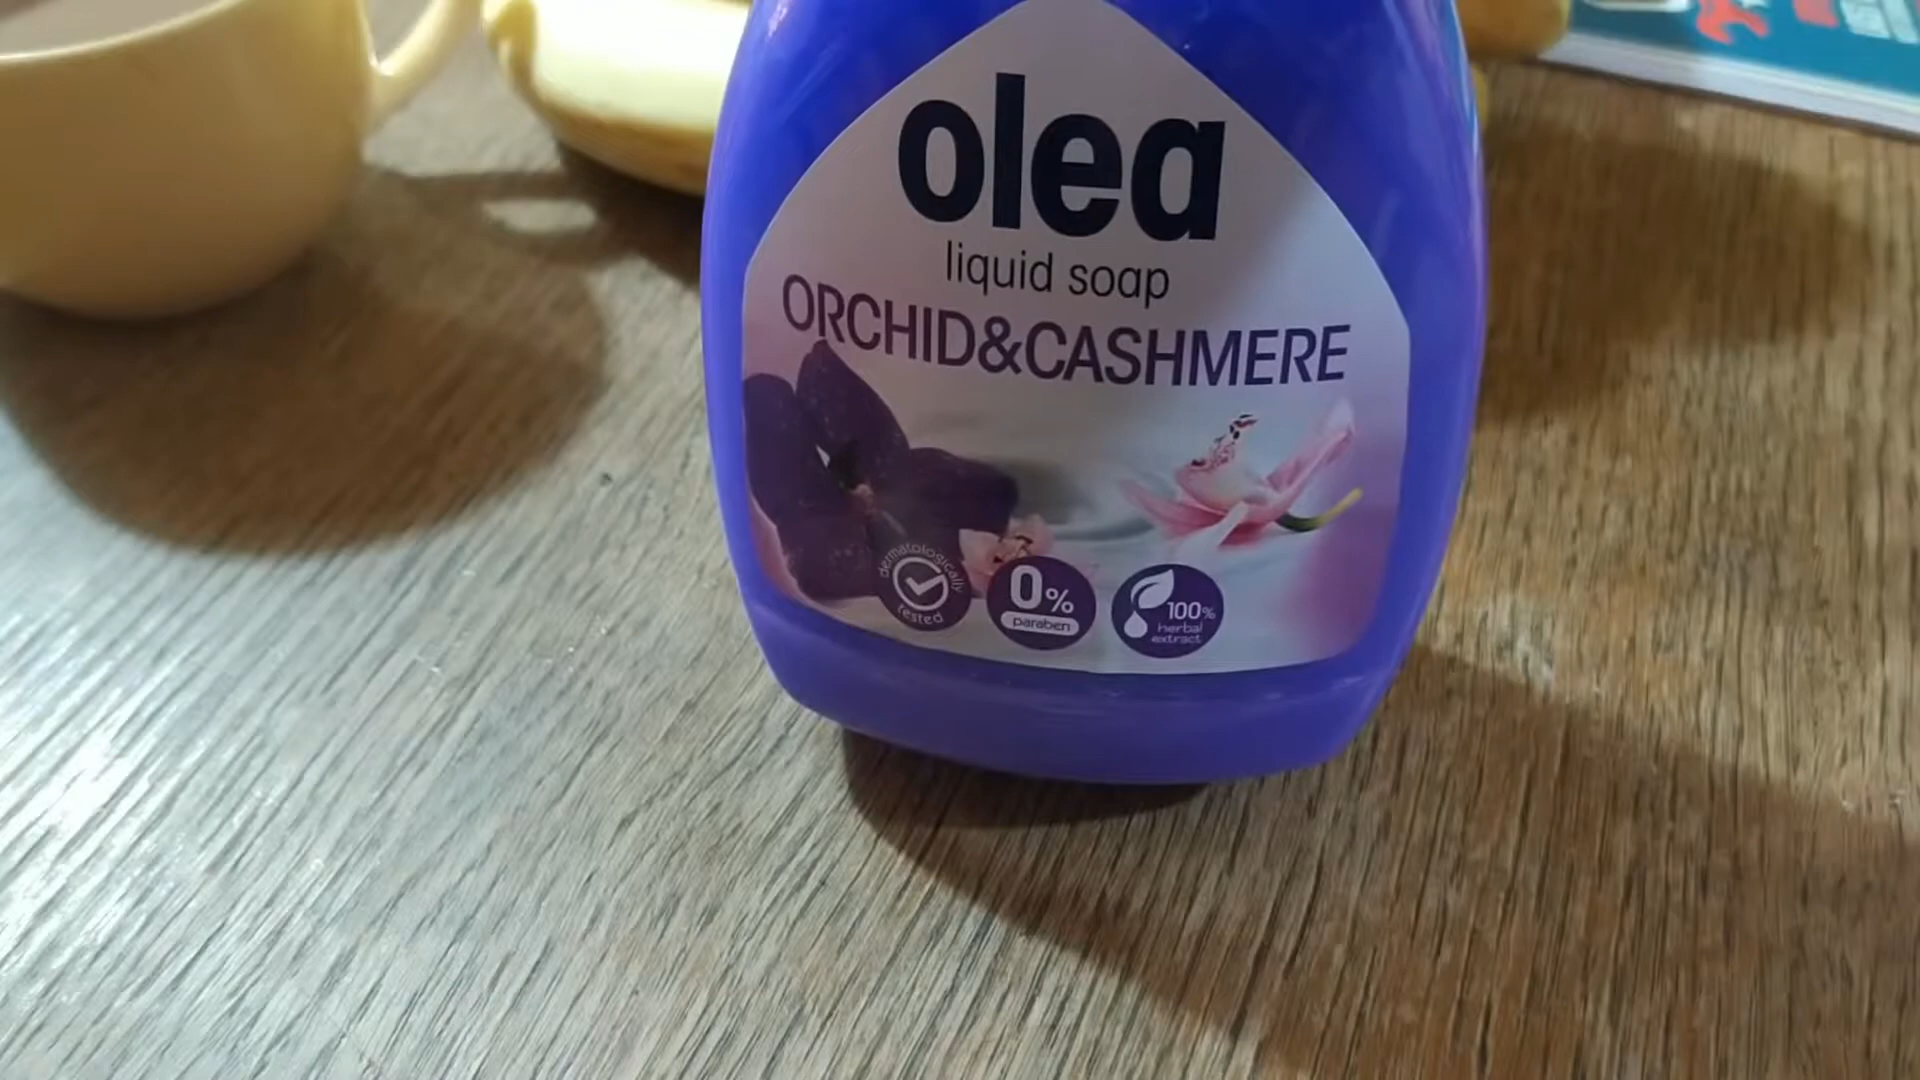 olea
liquid soap
ORCHID&CASHMERE
dermatologically
tested
0%
paraben
100%
herbal
extract